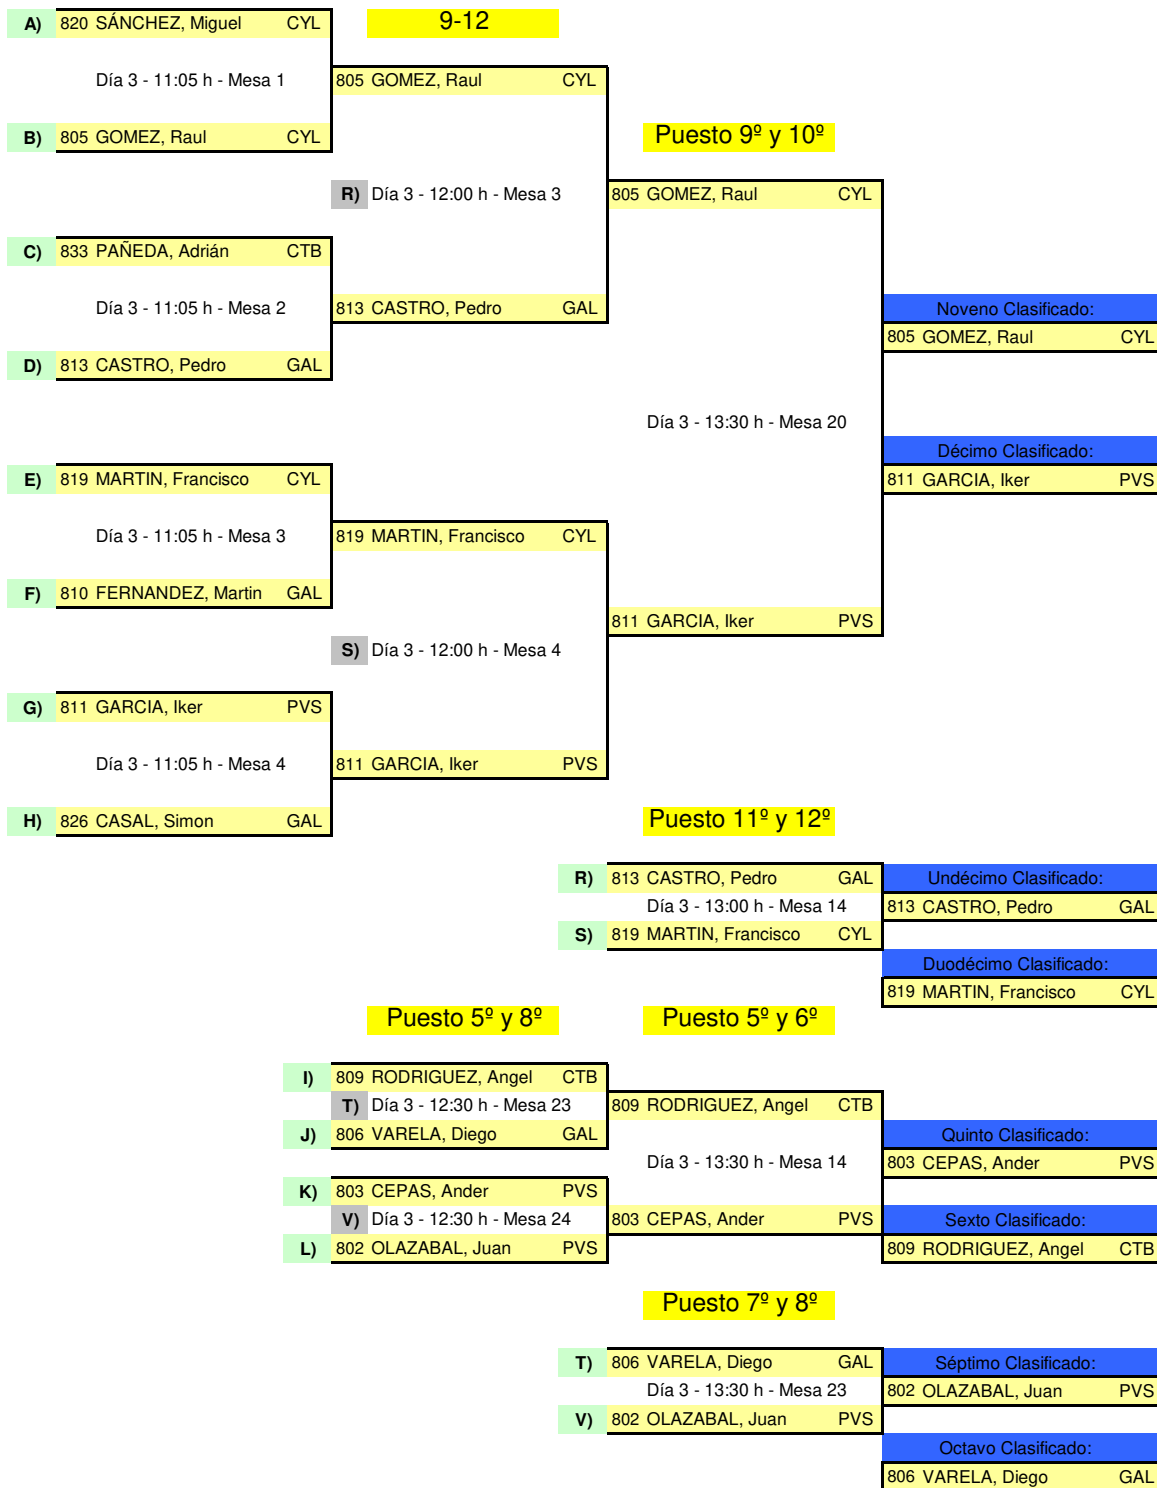 A) 820 SÁNCHEZ, Miguel CYL 9-12
Día 3 - 11:05 h - Mesa 1 805 GOMEZ, Raul CYL
B) 805 GOMEZ, Raul CYL Puesto 9º y 10º
R) Día 3 - 12:00 h - Mesa 3 805 GOMEZ, Raul CYL
C) 833 PAÑEDA, Adrián CTB
Día 3 - 11:05 h - Mesa 2 813 CASTRO, Pedro GAL Noveno Clasificado:
805 GOMEZ, Raul CYL
D) 813 CASTRO, Pedro GAL
Día 3 - 13:30 h - Mesa 20
Décimo Clasificado:
E) 819 MARTIN, Francisco CYL 811 GARCIA, Iker PVS
Día 3 - 11:05 h - Mesa 3 819 MARTIN, Francisco CYL
F) 810 FERNANDEZ, Martin GAL
811 GARCIA, Iker PVS
S) Día 3 - 12:00 h - Mesa 4
G) 811 GARCIA, Iker PVS
Día 3 - 11:05 h - Mesa 4 811 GARCIA, Iker PVS
H) 826 CASAL, Simon GAL Puesto 11º y 12º
R) 813 CASTRO, Pedro GAL Undécimo Clasificado:
Día 3 - 13:00 h - Mesa 14 813 CASTRO, Pedro GAL
S) 819 MARTIN, Francisco CYL
Duodécimo Clasificado:
819 MARTIN, Francisco CYL
Puesto 5º y 8º Puesto 5º y 6º
I) 809 RODRIGUEZ, Angel CTB
T) Día 3 - 12:30 h - Mesa 23 809 RODRIGUEZ, Angel CTB
J) 806 VARELA, Diego GAL Quinto Clasificado:
Día 3 - 13:30 h - Mesa 14 803 CEPAS, Ander PVS
K) 803 CEPAS, Ander PVS
V) Día 3 - 12:30 h - Mesa 24 803 CEPAS, Ander PVS Sexto Clasificado:
L) 802 OLAZABAL, Juan PVS 809 RODRIGUEZ, Angel CTB
Puesto 7º y 8º
T) 806 VARELA, Diego GAL Séptimo Clasificado:
Día 3 - 13:30 h - Mesa 23 802 OLAZABAL, Juan PVS
V) 802 OLAZABAL, Juan PVS
Octavo Clasificado:
806 VARELA, Diego GAL